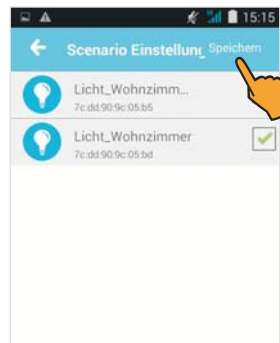 15:15
Scenario Einstellung Speichern
Licht_Wohnzimm...
7c:dd:90:9c:05:b5
Licht_Wohnzimmer
7c:dd:90:9c:05:bd